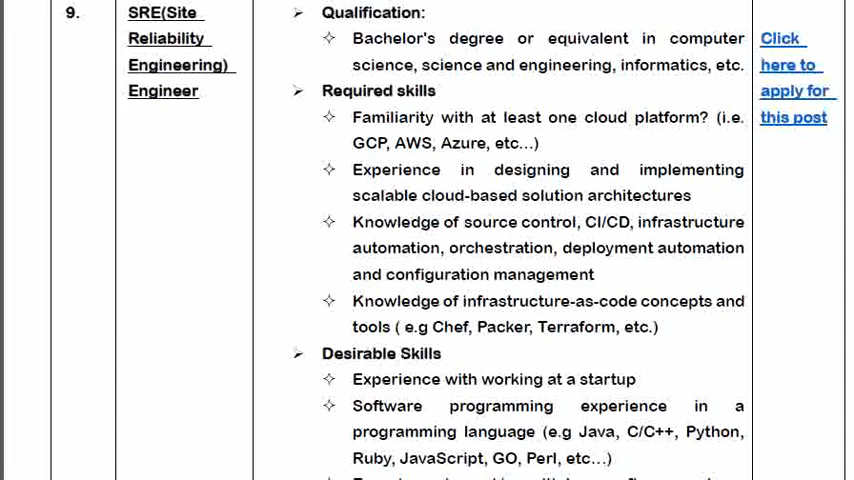 9.
SRE(Site
Reliability
Engineering)
Engineer
Qualification:
Bachelor's degree or equivalent in computer
science, science and engineering, informatics, etc.
Required skills
Familiarity with at least one cloud platform? (i.e.
GCP, AWS, Azure, etc...)
Experience in designing and implementing
scalable cloud-based solution architectures
Knowledge of source control, CI/CD, infrastructure
automation, orchestration, deployment automation
and configuration management
Knowledge of infrastructure-as-code concepts and
tools ( e.g Chef, Packer, Terraform, etc.)
Desirable Skills
Experience with working at a startup
Software programming experience in a
programming language (e.g Java, C/C++, Python,
Ruby, JavaScript, GO, Perl, etc...)
Click
here to
apply for
this post